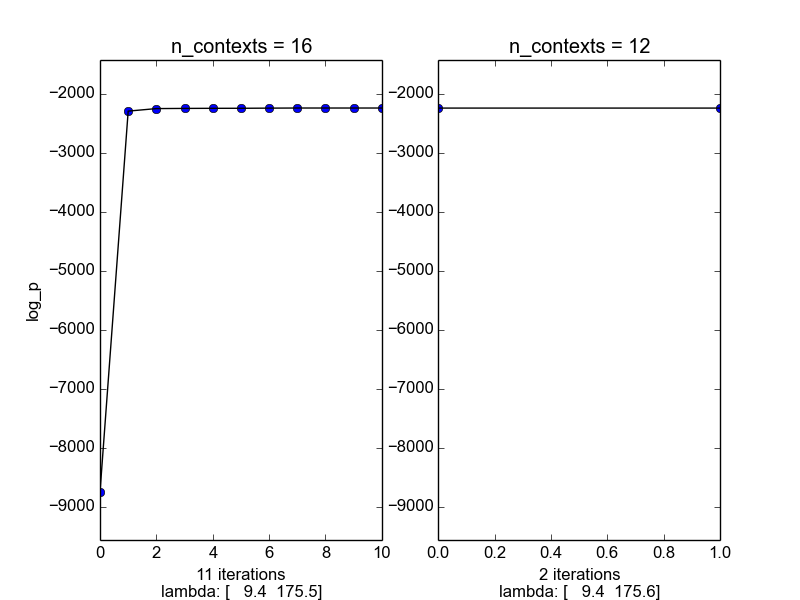 n_contexts = 16
n_contexts = 12
−2000
−3000
−4000
−5000
−6000
−7000
−8000
−9000
log_p
0 2 4 6 8 10
11 iterations
lambda: [   9.4  175.5]
−2000
−3000
−4000
−5000
−6000
−7000
−8000
−9000
0.0 0.2 0.4 0.6 0.8 1.0
2 iterations
lambda: [   9.4  175.6]